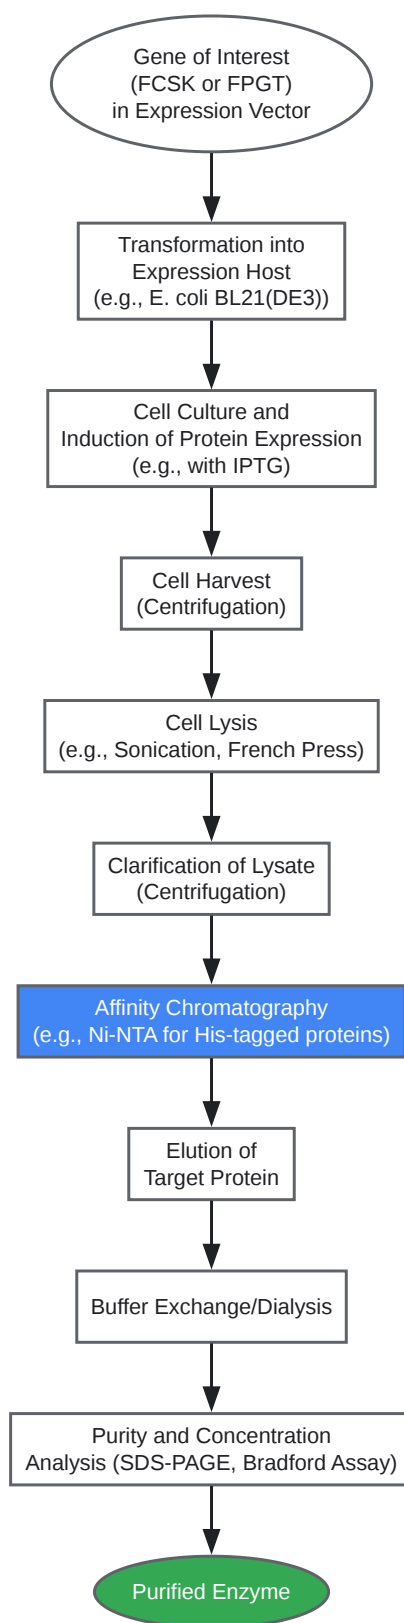 Gene of Interest
(FCSK or FPGT)
in Expression Vector
Transformation into
Expression Host
(e.g., E. coli BL21(DE3))
Cell Culture and
Induction of Protein Expression
(e.g., with IPTG)
Cell Harvest
(Centrifugation)
Cell Lysis
(e.g., Sonication, French Press)
Clarification of Lysate
(Centrifugation)
Affinity Chromatography
(e.g., Ni-NTA for His-tagged proteins)
Elution of
Target Protein
Buffer Exchange/Dialysis
Purity and Concentration
Analysis (SDS-PAGE, Bradford Assay)
Purified Enzyme